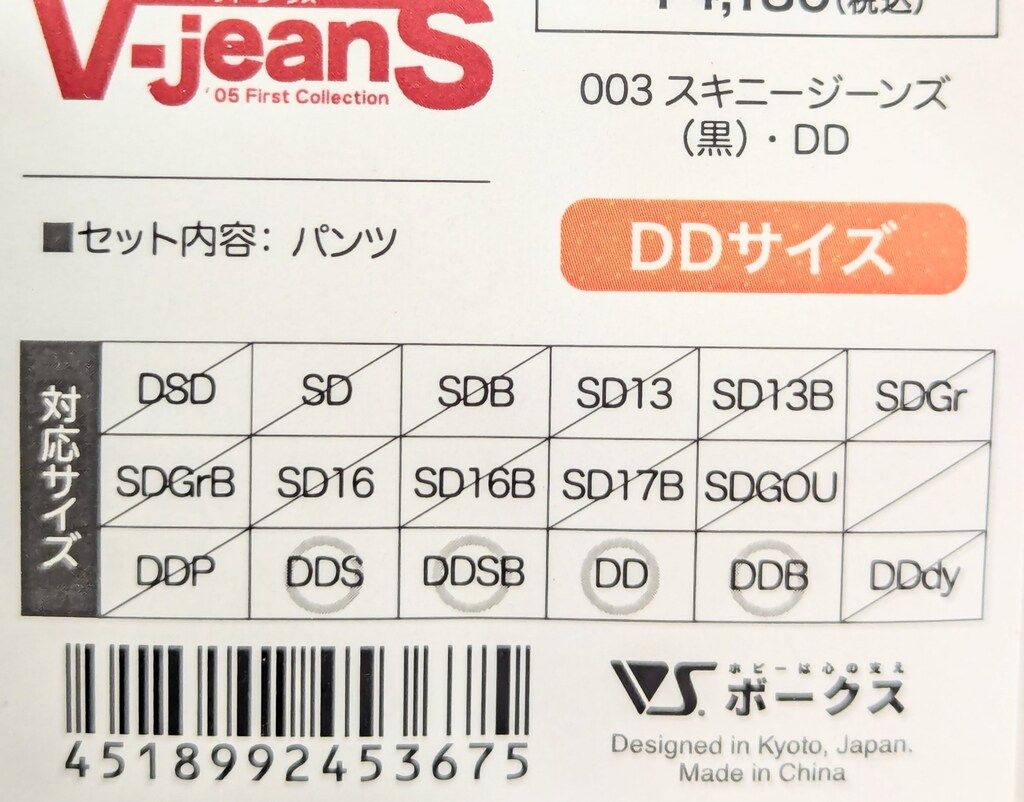 V-jeanS
'05 First Collection
(税込)
003 スキニージーンズ
(黒)・DD
■セット内容: パンツ
DDサイズ
対応サイズ
DSD SD SDB SD13 SD13B SDGr
SDGrB SD16 SD16B SD17B SDGOU
DDP DDS DDSB DD DDB DDdy
4518992453675
VS.
ホビーは心の支え
ボークス
Designed in Kyoto, Japan.
Made in China